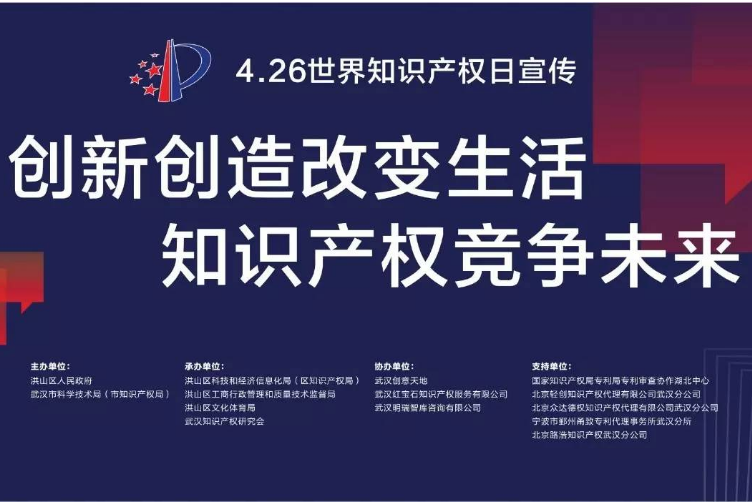 4.26世界知识产权日宣传
创新创造改变生活
知识产权竞争未来
主办单位:
洪山区人民政府
武汉市科学技术局(市知识产权局)
承办单位:
洪山区科技和经济信息化局(区知识产权局)
洪山区工商行政管理和质量技术监督局
洪山区文化体育局
武汉知识产权研究会
协办单位:
武汉创意天地
武汉红宝石知识产权服务有限公司
武汉明瑞智库咨询有限公司
支持单位:
国家知识产权局专利局专利审查协作湖北中心
北京轻创知识产权代理有限公司武汉分公司
北京众达德权知识产权代理有限公司武汉分公司
宁波市鄞州甬致专利代理事务所武汉分所
北京路浩知识产权武汉分公司